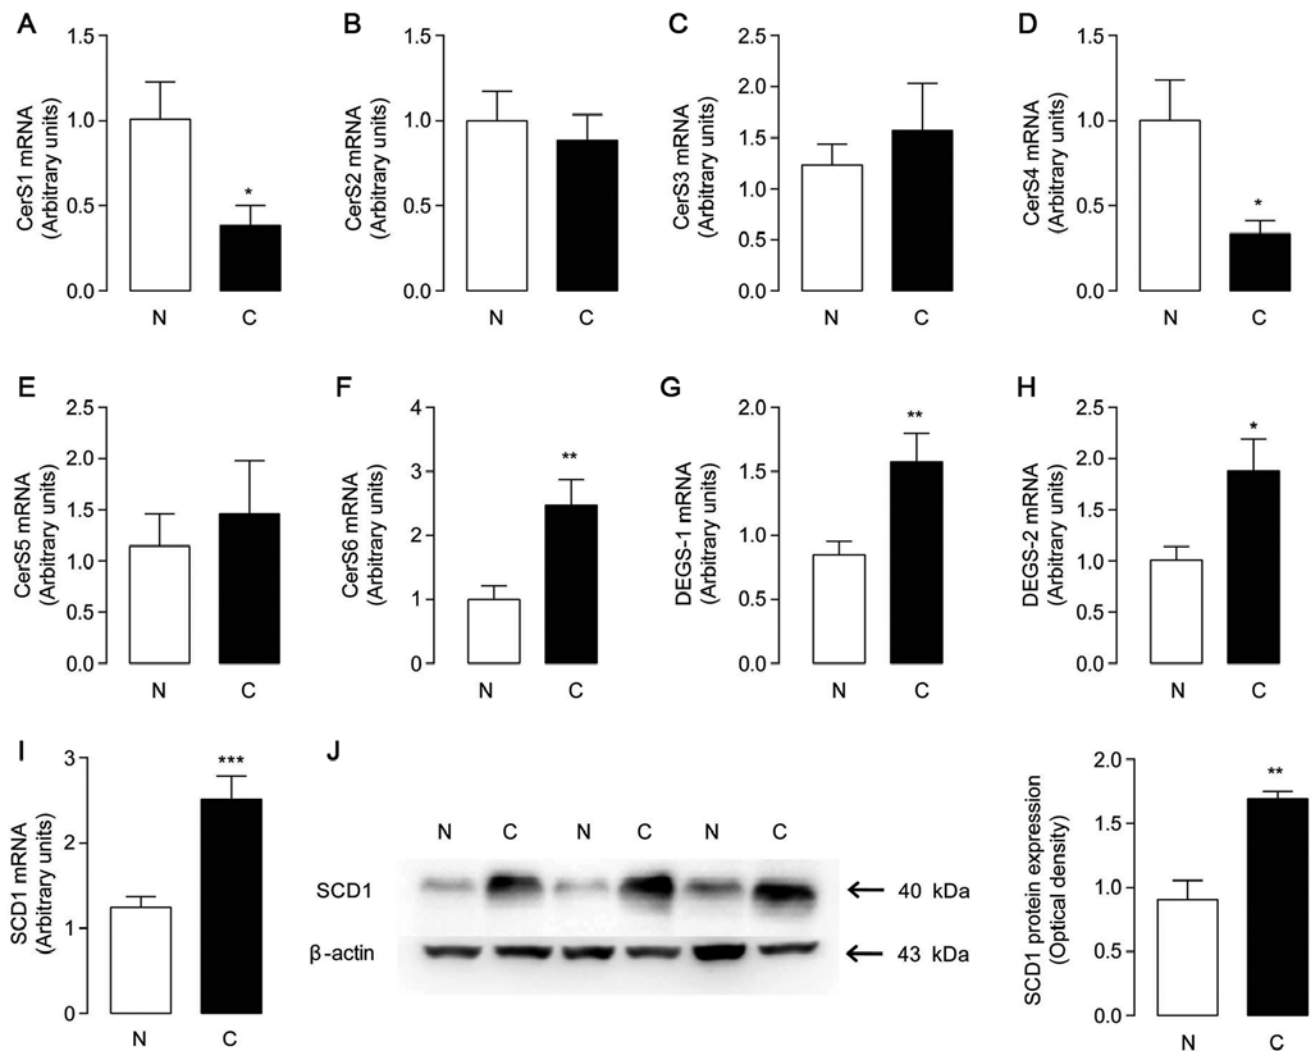 A
CerS1 mRNA
(Arbitrary units)
1.5
1.0
0.5
0.0
*
N C
B
CerS2 mRNA
(Arbitrary units)
1.5
1.0
0.5
0.0
N C
C
CerS3 mRNA
(Arbitrary units)
2.5
2.0
1.5
1.0
0.5
0.0
N C
D
CerS4 mRNA
(Arbitrary units)
1.5
1.0
0.5
0.0
*
N C
E
CerS5 mRNA
(Arbitrary units)
2.5
2.0
1.5
1.0
0.5
0.0
N C
F
CerS6 mRNA
(Arbitrary units)
4
3
2
1
0
**
N C
G
DEGS-1 mRNA
(Arbitrary units)
2.0
1.5
1.0
0.5
0.0
**
N C
H
DEGS-2 mRNA
(Arbitrary units)
2.5
2.0
1.5
1.0
0.5
0.0
*
N C
I
SCD1 mRNA
(Arbitrary units)
3
2
1
0
***
N C
J
N C N C N C
SCD1 40 kDa
β-actin 43 kDa
SCD1 protein expression
(Optical density)
2.0
1.5
1.0
0.5
0.0
**
N C